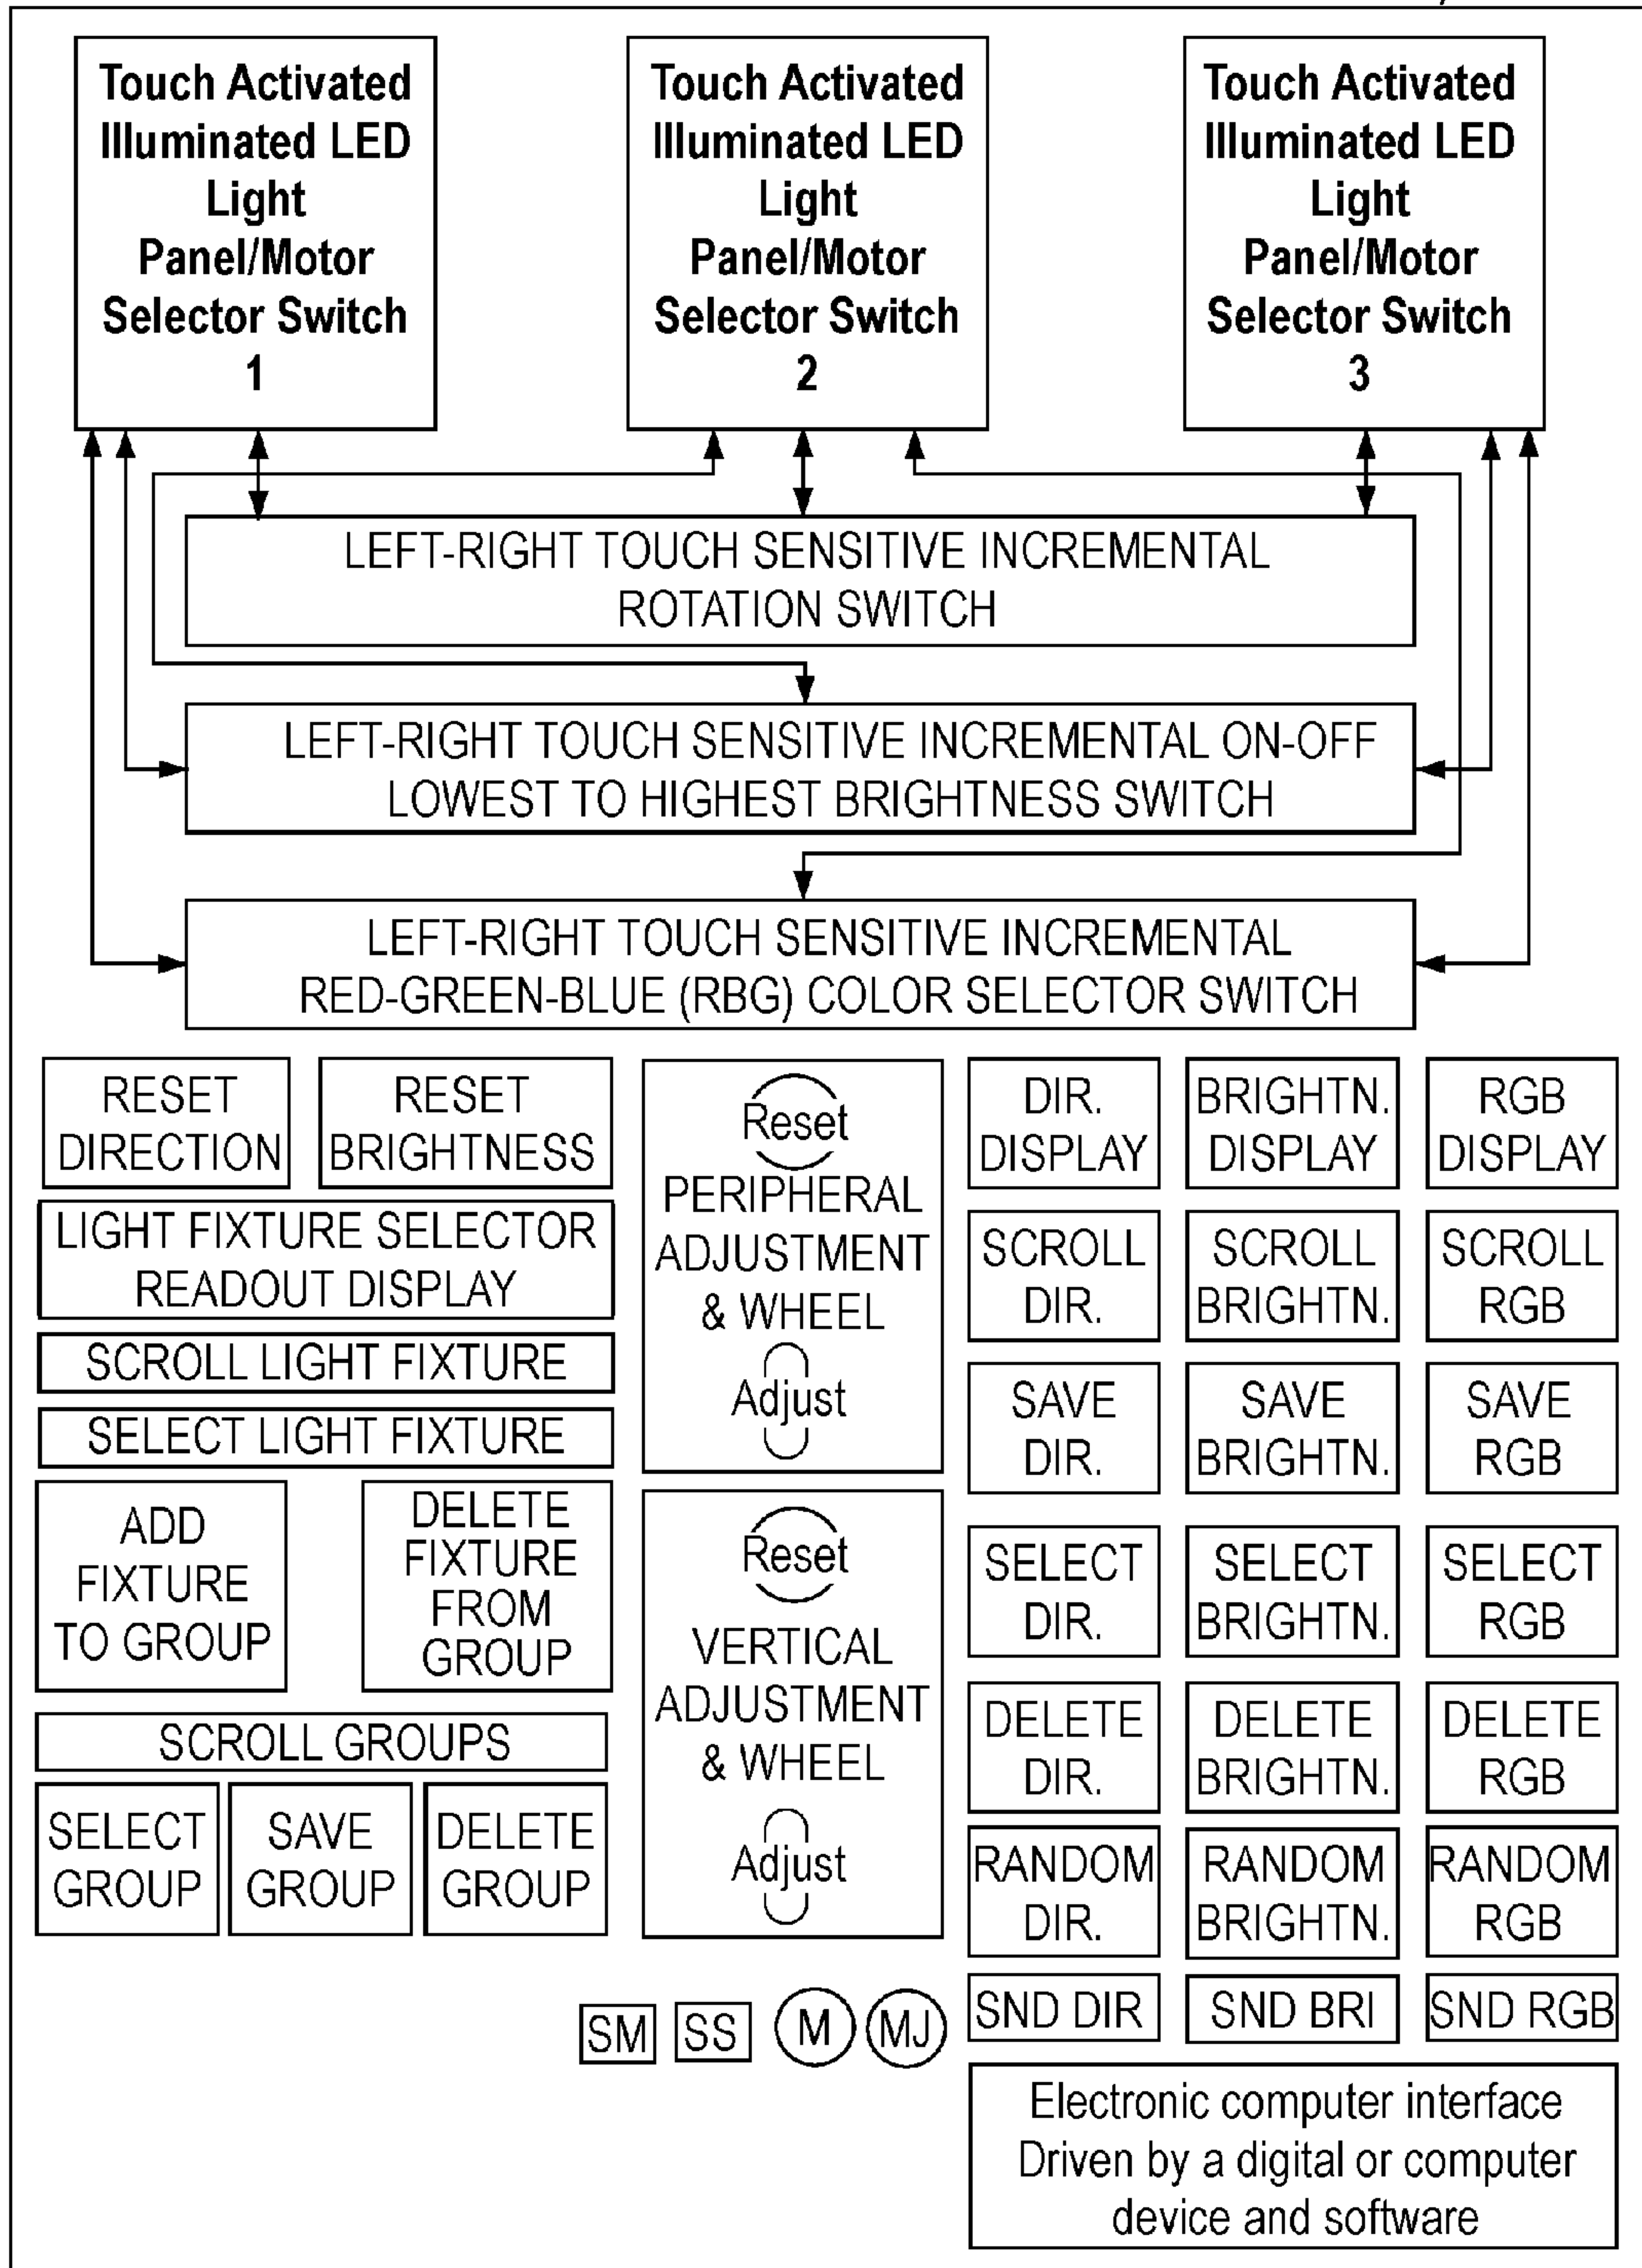 Touch Activated
Illuminated LED
Light
Panel/Motor
Selector Switch
1
Touch Activated
Illuminated LED
Light
Panel/Motor
Selector Switch
2
Touch Activated
Illuminated LED
Light
Panel/Motor
Selector Switch
3
LEFT-RIGHT TOUCH SENSITIVE INCREMENTAL
ROTATION SWITCH
LEFT-RIGHT TOUCH SENSITIVE INCREMENTAL ON-OFF
LOWEST TO HIGHEST BRIGHTNESS SWITCH
LEFT-RIGHT TOUCH SENSITIVE INCREMENTAL
RED-GREEN-BLUE (RBG) COLOR SELECTOR SWITCH
RESET
DIRECTION
RESET
BRIGHTNESS
LIGHT FIXTURE SELECTOR
READOUT DISPLAY
SCROLL LIGHT FIXTURE
SELECT LIGHT FIXTURE
ADD
FIXTURE
TO GROUP
DELETE
FIXTURE
FROM
GROUP
SCROLL GROUPS
SELECT
GROUP
SAVE
GROUP
DELETE
GROUP
Reset
PERIPHERAL
ADJUSTMENT
& WHEEL
Adjust
Reset
VERTICAL
ADJUSTMENT
& WHEEL
Adjust
DIR.
DISPLAY
BRIGHTN.
DISPLAY
RGB
DISPLAY
SCROLL
DIR.
SCROLL
BRIGHTN.
SCROLL
RGB
SAVE
DIR.
SAVE
BRIGHTN.
SAVE
RGB
SELECT
DIR.
SELECT
BRIGHTN.
SELECT
RGB
DELETE
DIR.
DELETE
BRIGHTN.
DELETE
RGB
RANDOM
DIR.
RANDOM
BRIGHTN.
RANDOM
RGB
SM
SS
M
MJ
SND DIR
SND BRI
SND RGB
Electronic computer interface
Driven by a digital or computer
device and software